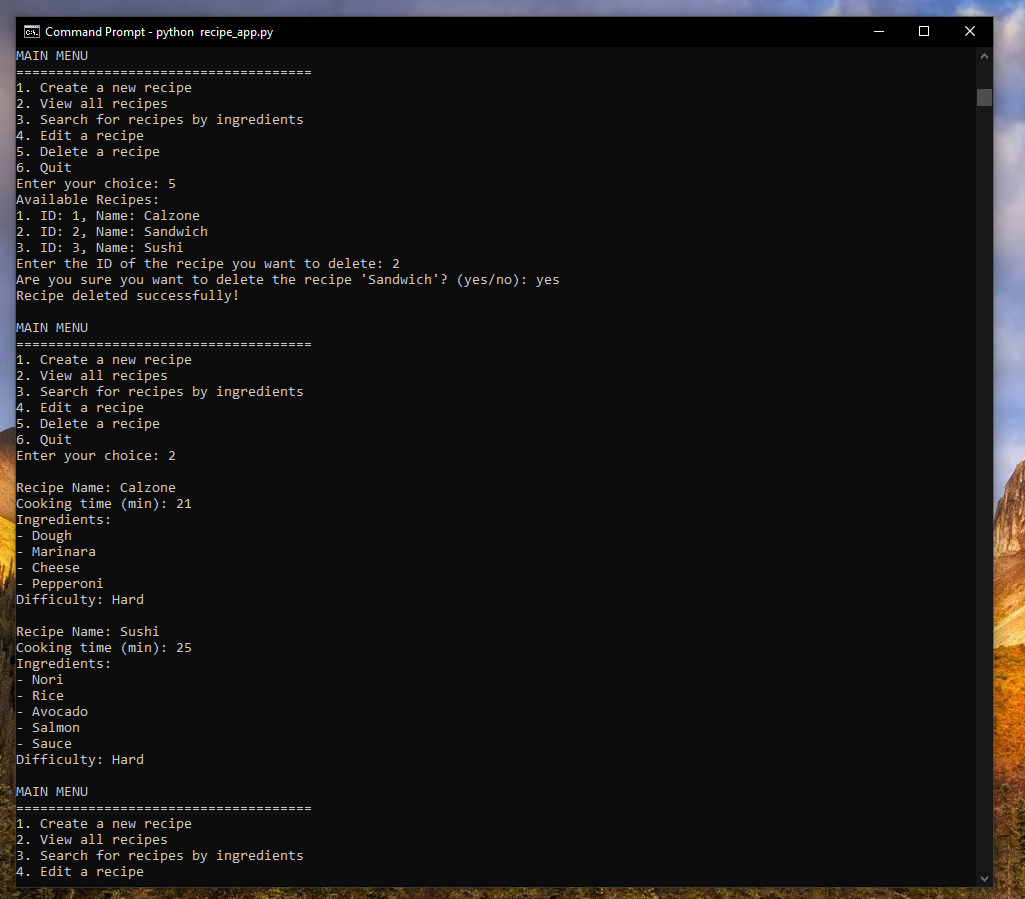 Command Prompt - python  recipe_app.py
MAIN MENU
=====================================
1. Create a new recipe
2. View all recipes
3. Search for recipes by ingredients
4. Edit a recipe
5. Delete a recipe
6. Quit
Enter your choice: 5
Available Recipes:
1. ID: 1, Name: Calzone
2. ID: 2, Name: Sandwich
3. ID: 3, Name: Sushi
Enter the ID of the recipe you want to delete: 2
Are you sure you want to delete the recipe 'Sandwich'? (yes/no): yes
Recipe deleted successfully!

MAIN MENU
=====================================
1. Create a new recipe
2. View all recipes
3. Search for recipes by ingredients
4. Edit a recipe
5. Delete a recipe
6. Quit
Enter your choice: 2

Recipe Name: Calzone
Cooking time (min): 21
Ingredients:
- Dough
- Marinara
- Cheese
- Pepperoni
Difficulty: Hard

Recipe Name: Sushi
Cooking time (min): 25
Ingredients:
- Nori
- Rice
- Avocado
- Salmon
- Sauce
Difficulty: Hard

MAIN MENU
=====================================
1. Create a new recipe
2. View all recipes
3. Search for recipes by ingredients
4. Edit a recipe